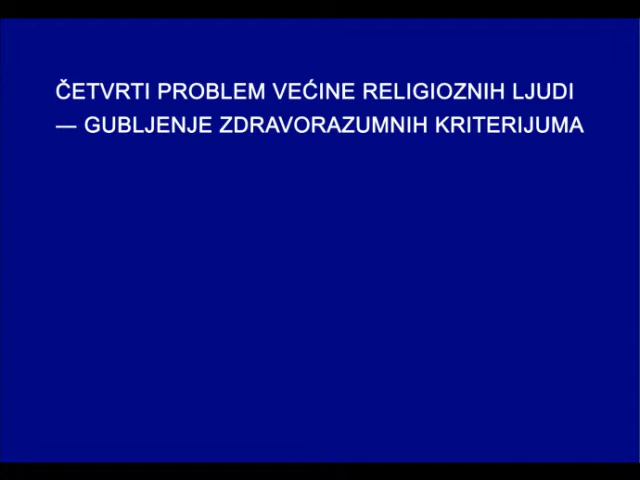 ČETVRTI PROBLEM VEĆINE RELIGIOZNIH LJUDI
— GUBLJENJE ZDRAVORAZUMNIH KRITERIJUMA